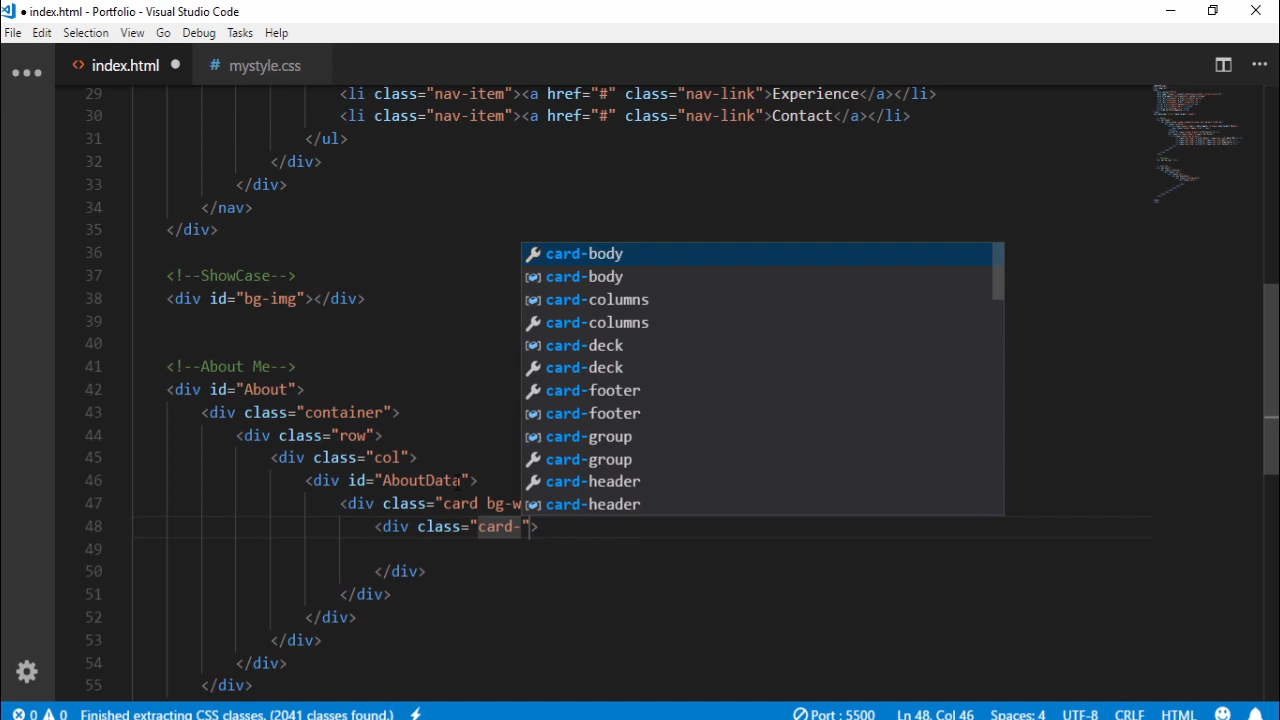 ● index.html - Portfolio - Visual Studio Code
File Edit Selection View Go Debug Tasks Help
<> index.html ● # mystyle.css
29 <li class="nav-item"><a href="#" class="nav-link">Experience</a></li>
30 <li class="nav-item"><a href="#" class="nav-link">Contact</a></li>
31 </ul>
32 </div>
33 </div>
34 </nav>
35 </div>
36
37 <!--ShowCase-->
38 <div id="bg-img"></div>
39
40
41 <!--About Me-->
42 <div id="About">
43 <div class="container">
44 <div class="row">
45 <div class="col">
46 <div id="AboutData">
47 <div class="card bg-w
48 <div class="card-">
49
50 </div>
51 </div>
52 </div>
53 </div>
54 </div>
55 </div>
card-body
card-body
card-columns
card-columns
card-deck
card-deck
card-footer
card-footer
card-group
card-group
card-header
card-header
0 0 Finished extracting CSS classes. (2041 classes found.) Port : 5500 Ln 48, Col 46 Spaces: 4 UTF-8 CRLF HTML